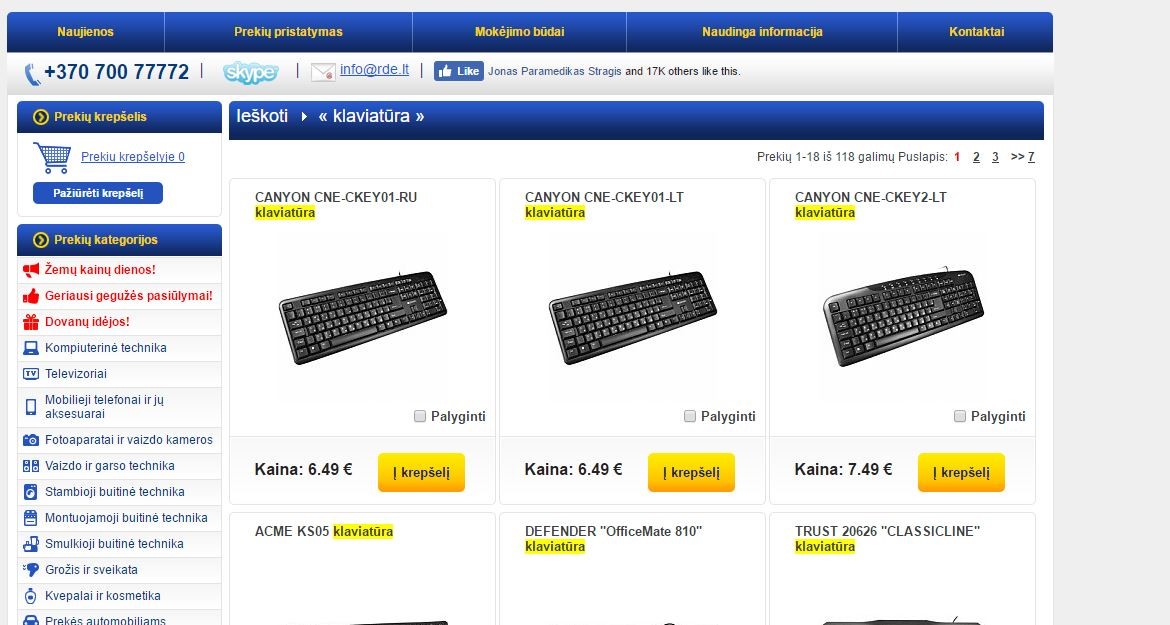 Naujienos
Prekių pristatymas
Mokėjimo būdai
Naudinga informacija
Kontaktai
+370 700 77772
skype
info@rde.lt
Like
Jonas Paramedikas Stragis and 17K others like this.
Prekių krepšelis
Prekiu krepšelyje 0
Pažiūrėti krepšelį
Prekių kategorijos
Žemų kainų dienos!
Geriausi gegužės pasiūlymai!
Dovanų idėjos!
Kompiuterinė technika
TV
Televizoriai
Mobilieji telefonai ir jų
aksesuarai
Fotoaparatai ir vaizdo kameros
Vaizdo ir garso technika
Stambioji buitinė technika
Montuojamoji buitinė technika
Smulkioji buitinė technika
Grožis ir sveikata
Kvepalai ir kosmetika
Prekės automobiliams
Ieškoti
« klaviatūra »
Prekių 1-18 iš 118 galimų Puslapis: 1 2 3 >> 7
CANYON CNE-CKEY01-RU
klaviatūra
Palyginti
Kaina: 6.49 €
Į krepšelį
CANYON CNE-CKEY01-LT
klaviatūra
Palyginti
Kaina: 6.49 €
Į krepšelį
CANYON CNE-CKEY2-LT
klaviatūra
Palyginti
Kaina: 7.49 €
Į krepšelį
ACME KS05 klaviatūra
DEFENDER "OfficeMate 810"
klaviatūra
TRUST 20626 "CLASSICLINE"
klaviatūra